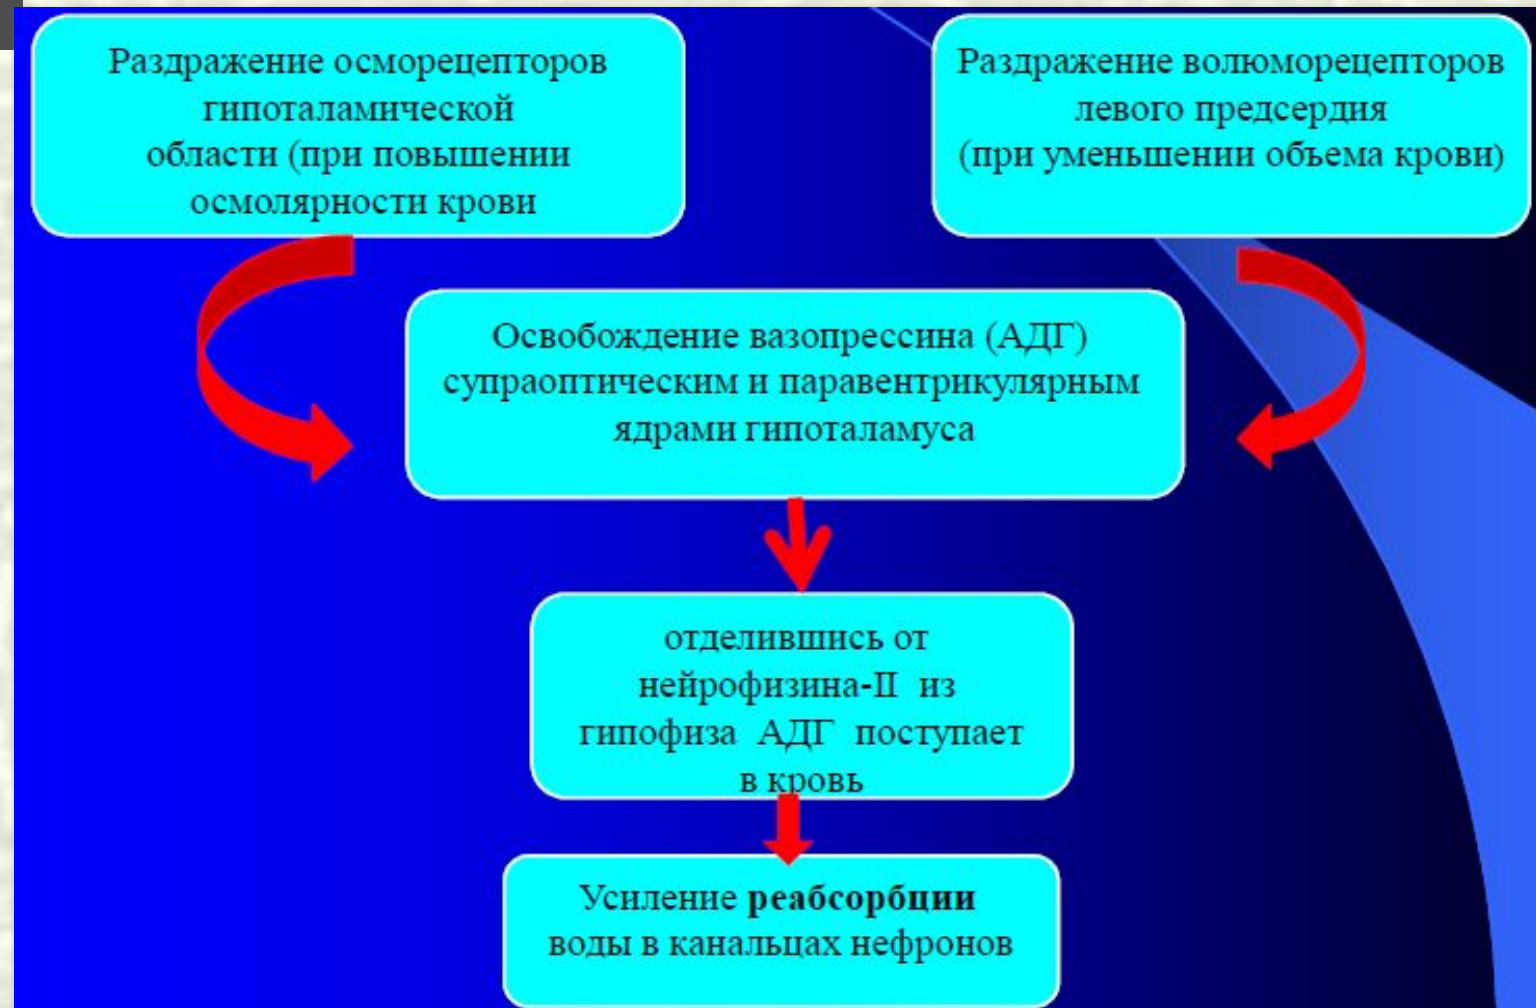 Раздражение осморецепторов
гипоталамической
области (при повышении
осмолярности крови
Раздражение волюморецепторов
левого предсердия
(при уменьшении объема крови)
Освобождение вазопрессина (АДГ)
супраоптическим и паравентрикулярным
ядрами гипоталамуса
отделившись от
нейрофизина-II из
гипофиза АДГ поступает
в кровь
Усиление реабсорбции
воды в канальцах нефронов